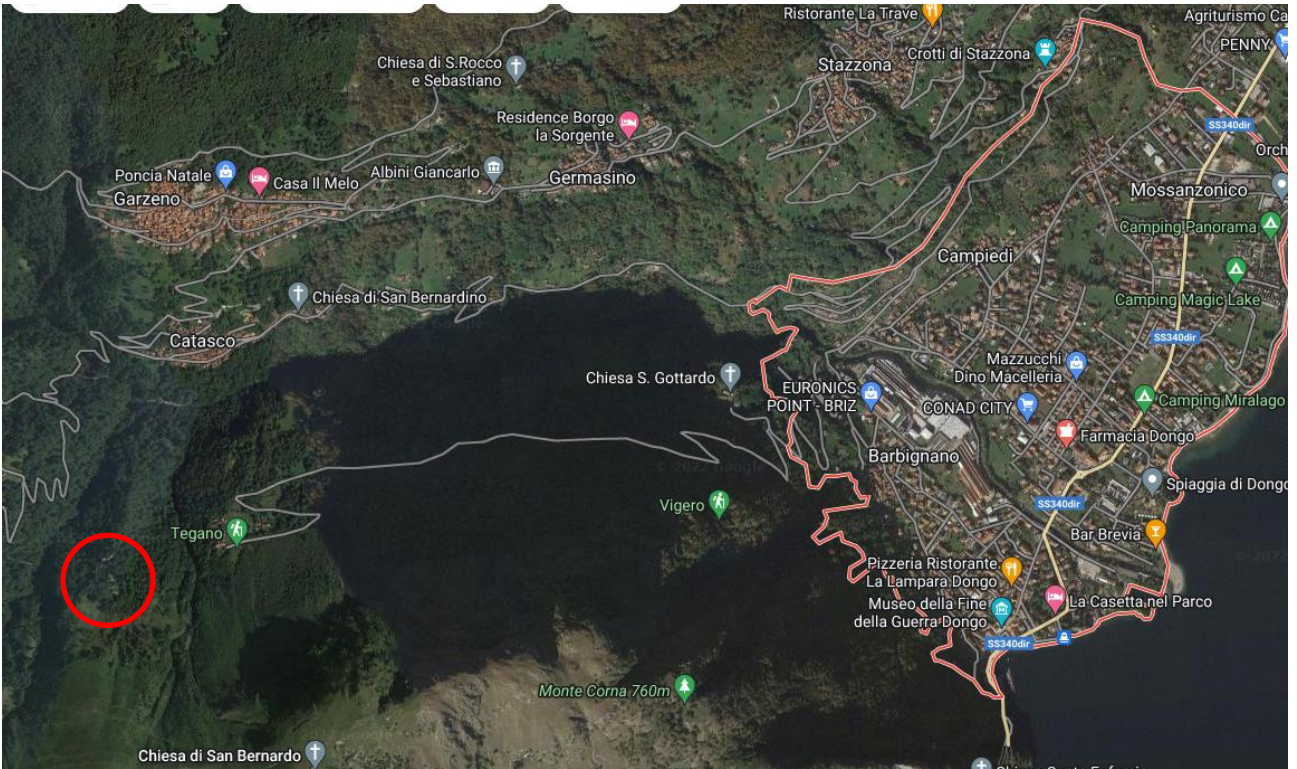 Ristorante La Trave
Agriturismo Ca
PENNY
Crotti di Stazzona
Chiesa di S.Rocco
e Sebastiano
Stazzona
Residence Borgo
la Sorgente
SS340dir
Orch
Poncia Natale
Casa Il Melo
Albini Giancarlo
Germasino
Garzeno
Mossanzonico
Camping Panorama
Campiedi
Chiesa di San Bernardino
Camping Magic Lake
Catasco
SS340dir
Chiesa S. Gottardo
Mazzucchi
Dino Macelleria
EURONICS
POINT - BRIZ
CONAD CITY
Camping Miralago
Farmacia Dongo
Barbignano
© 2022 Google
Spiaggia di Dongo
Vigero
SS340dir
Tegano
Bar Brevia
© 2022
Pizzeria Ristorante
La Lampara Dongo
La Casetta nel Parco
Museo della Fine
della Guerra Dongo
SS340dir
Monte Corna 760m
Chiesa di San Bernardo